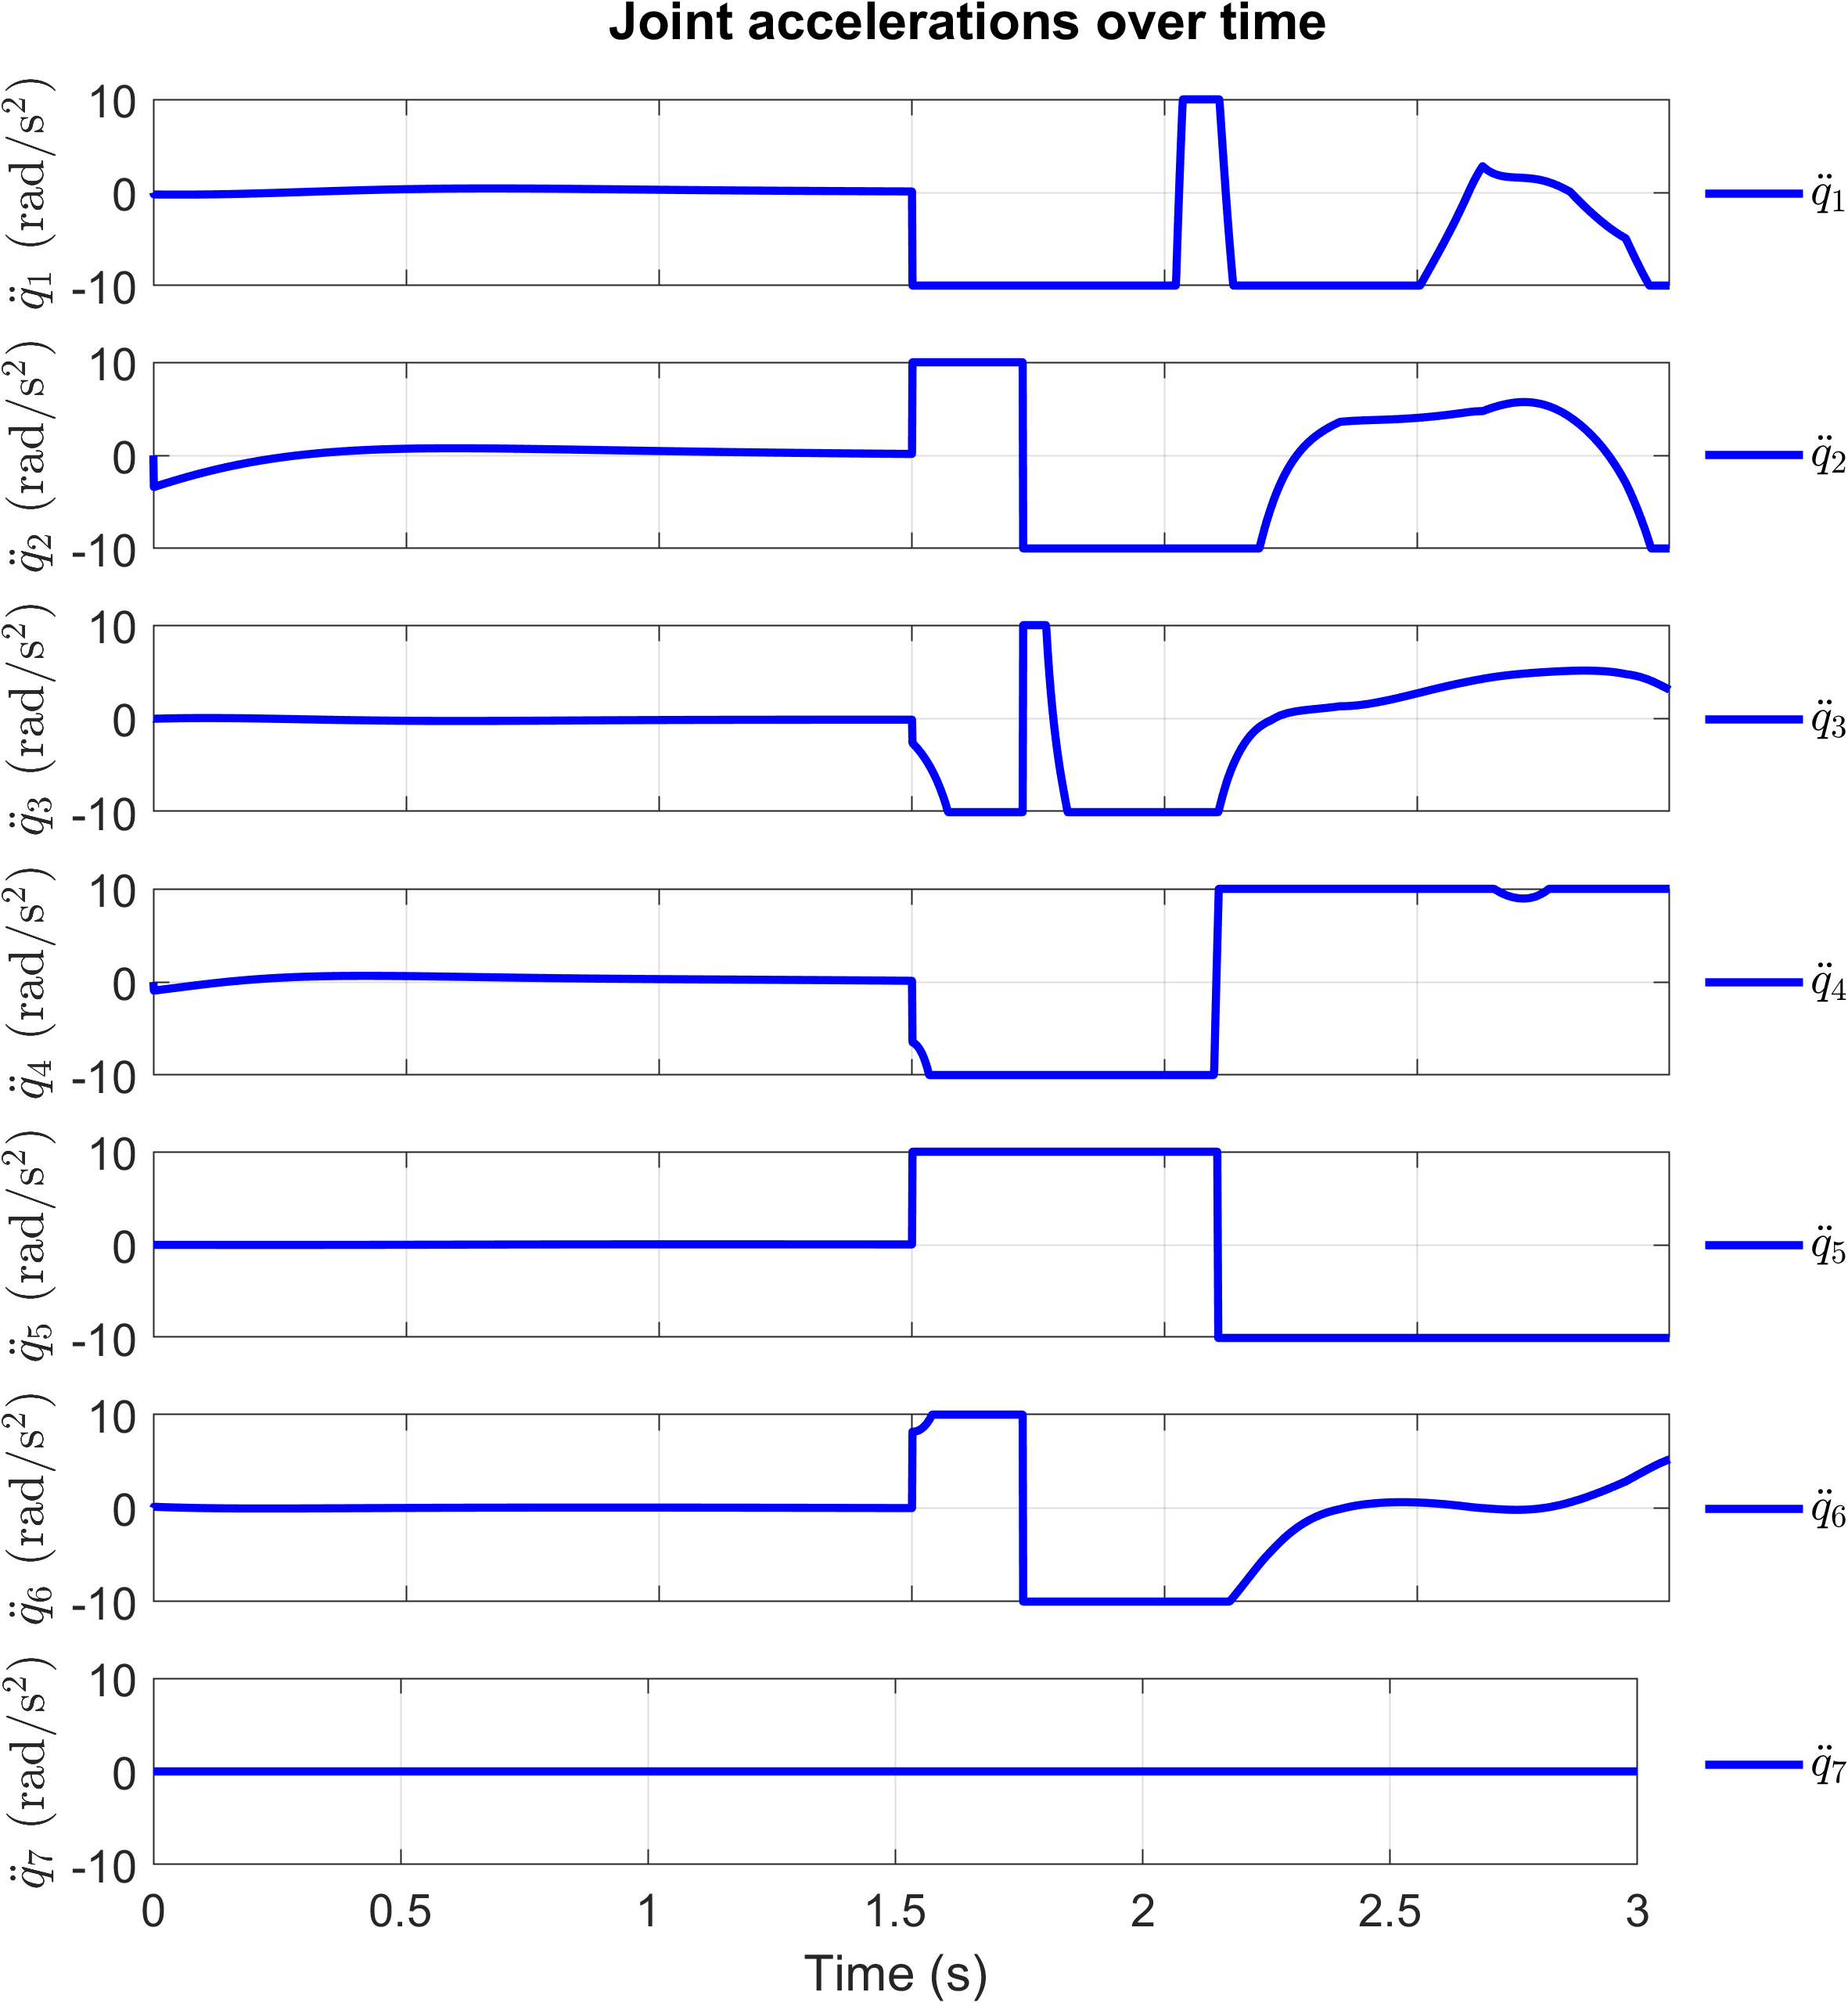 Joint accelerations over time
q̈₁ (rad/s²)
10
0
-10
q̈₁
q̈₂ (rad/s²)
10
0
-10
q̈₂
q̈₃ (rad/s²)
10
0
-10
q̈₃
q̈₄ (rad/s²)
10
0
-10
q̈₄
q̈₅ (rad/s²)
10
0
-10
q̈₅
q̈₆ (rad/s²)
10
0
-10
q̈₆
q̈₇ (rad/s²)
10
0
-10
q̈₇
0 0.5 1 1.5 2 2.5 3
Time (s)